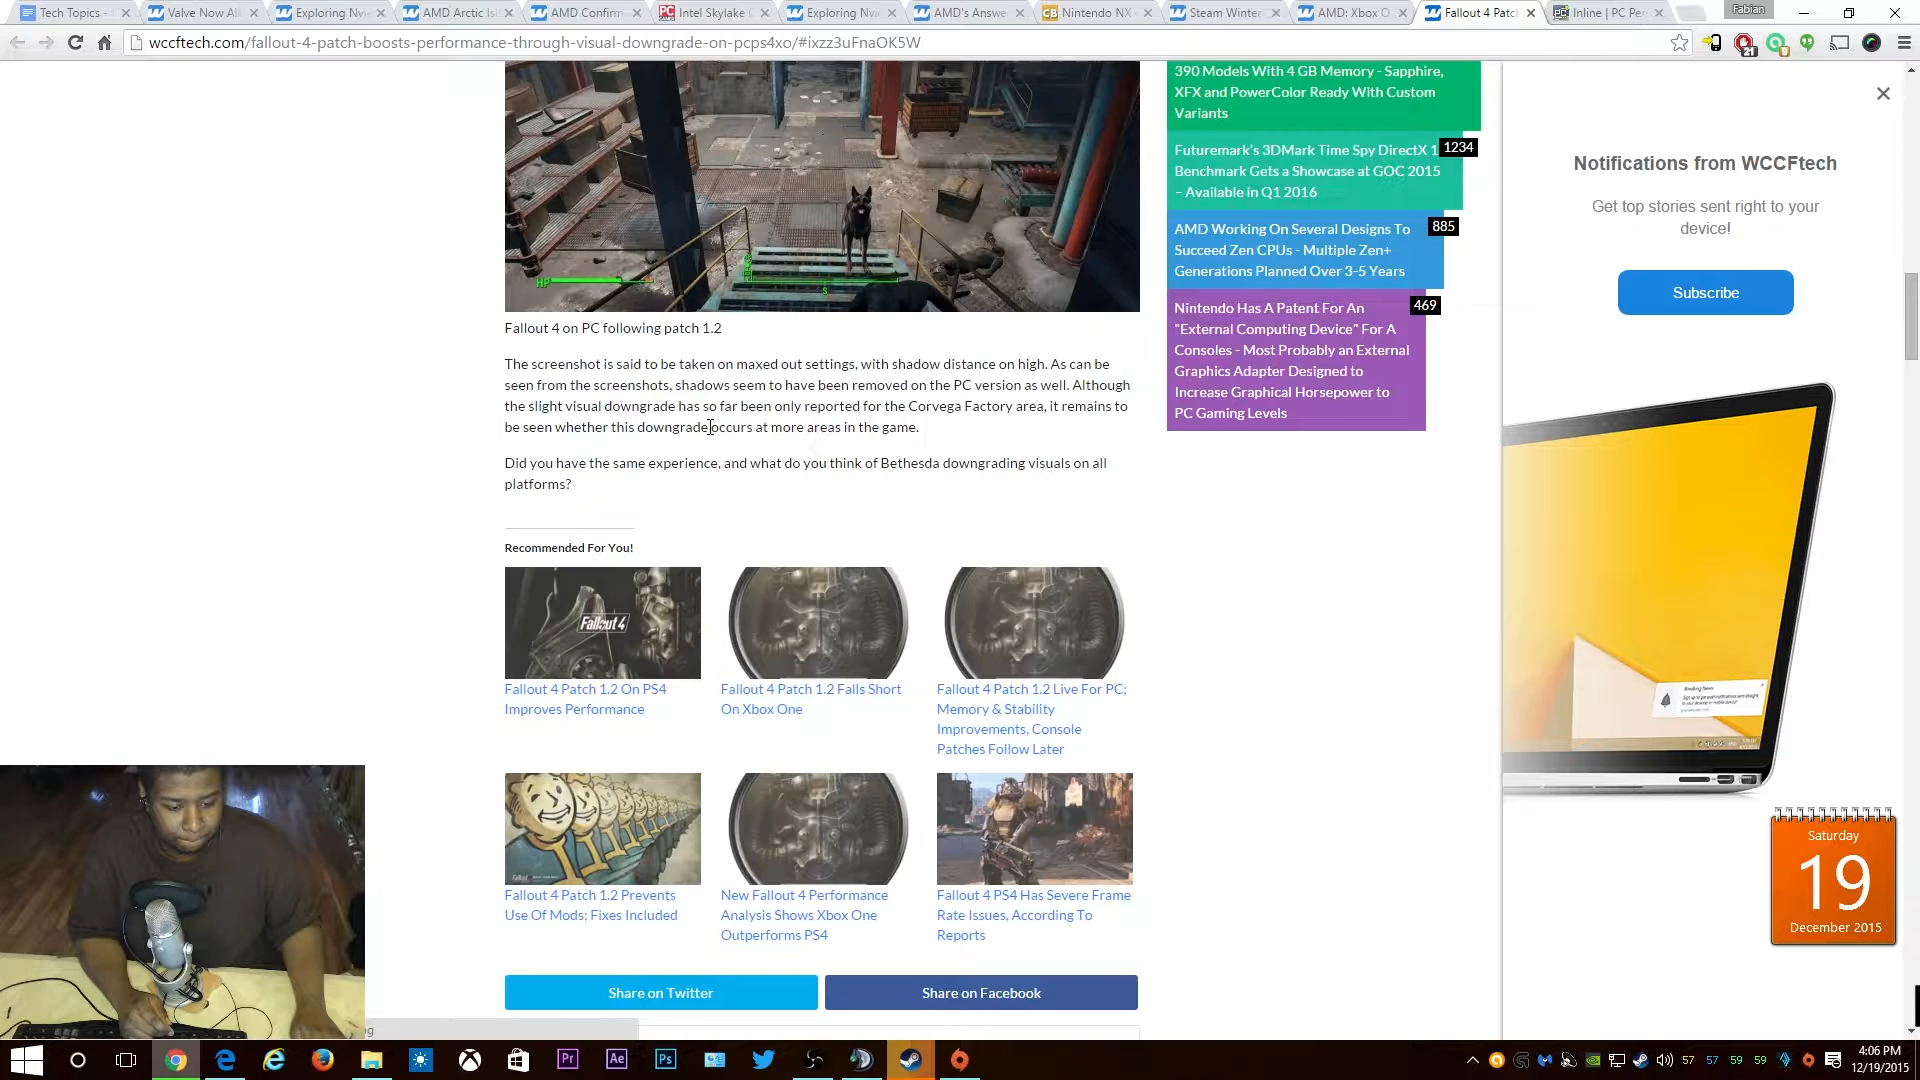 Tech Topics -
Valve Now All
Exploring Nvi
AMD Arctic Isl
AMD Confirm
Intel Skylake C
Exploring Nvi
AMD's Answe
Nintendo NX
Steam Winter
AMD: Xbox O
Fallout 4 Patc
Inline | PC Per
Fabian
wccftech.com/fallout-4-patch-boosts-performance-through-visual-downgrade-on-pcps4xo/#ixzz3uFnaOK5W
21
HP
S
Fallout 4 on PC following patch 1.2
The screenshot is said to be taken on maxed out settings, with shadow distance on high. As can be
seen from the screenshots, shadows seem to have been removed on the PC version as well. Although
the slight visual downgrade has so far been only reported for the Corvega Factory area, it remains to
be seen whether this downgrade occurs at more areas in the game.
Did you have the same experience, and what do you think of Bethesda downgrading visuals on all
platforms?
Recommended For You!
Fallout 4
Fallout 4 Patch 1.2 On PS4
Improves Performance
Fallout 4 Patch 1.2 Falls Short
On Xbox One
Fallout 4 Patch 1.2 Live For PC;
Memory & Stability
Improvements, Console
Patches Follow Later
Fallout 4 Patch 1.2 Prevents
Use Of Mods; Fixes Included
New Fallout 4 Performance
Analysis Shows Xbox One
Outperforms PS4
Fallout 4 PS4 Has Severe Frame
Rate Issues, According To
Reports
Share on Twitter
Share on Facebook
390 Models With 4 GB Memory - Sapphire,
XFX and PowerColor Ready With Custom
Variants
Futuremark's 3DMark Time Spy DirectX 1
Benchmark Gets a Showcase at GOC 2015
– Available in Q1 2016
1234
AMD Working On Several Designs To
Succeed Zen CPUs - Multiple Zen+
Generations Planned Over 3-5 Years
885
Nintendo Has A Patent For An
"External Computing Device" For A
Consoles - Most Probably an External
Graphics Adapter Designed to
Increase Graphical Horsepower to
PC Gaming Levels
469
Notifications from WCCFtech
Get top stories sent right to your
device!
Subscribe
Breaking News
Saturday
19
December 2015
og
Pr
Ae
Ps
57
57
59
59
4:06 PM
12/19/2015